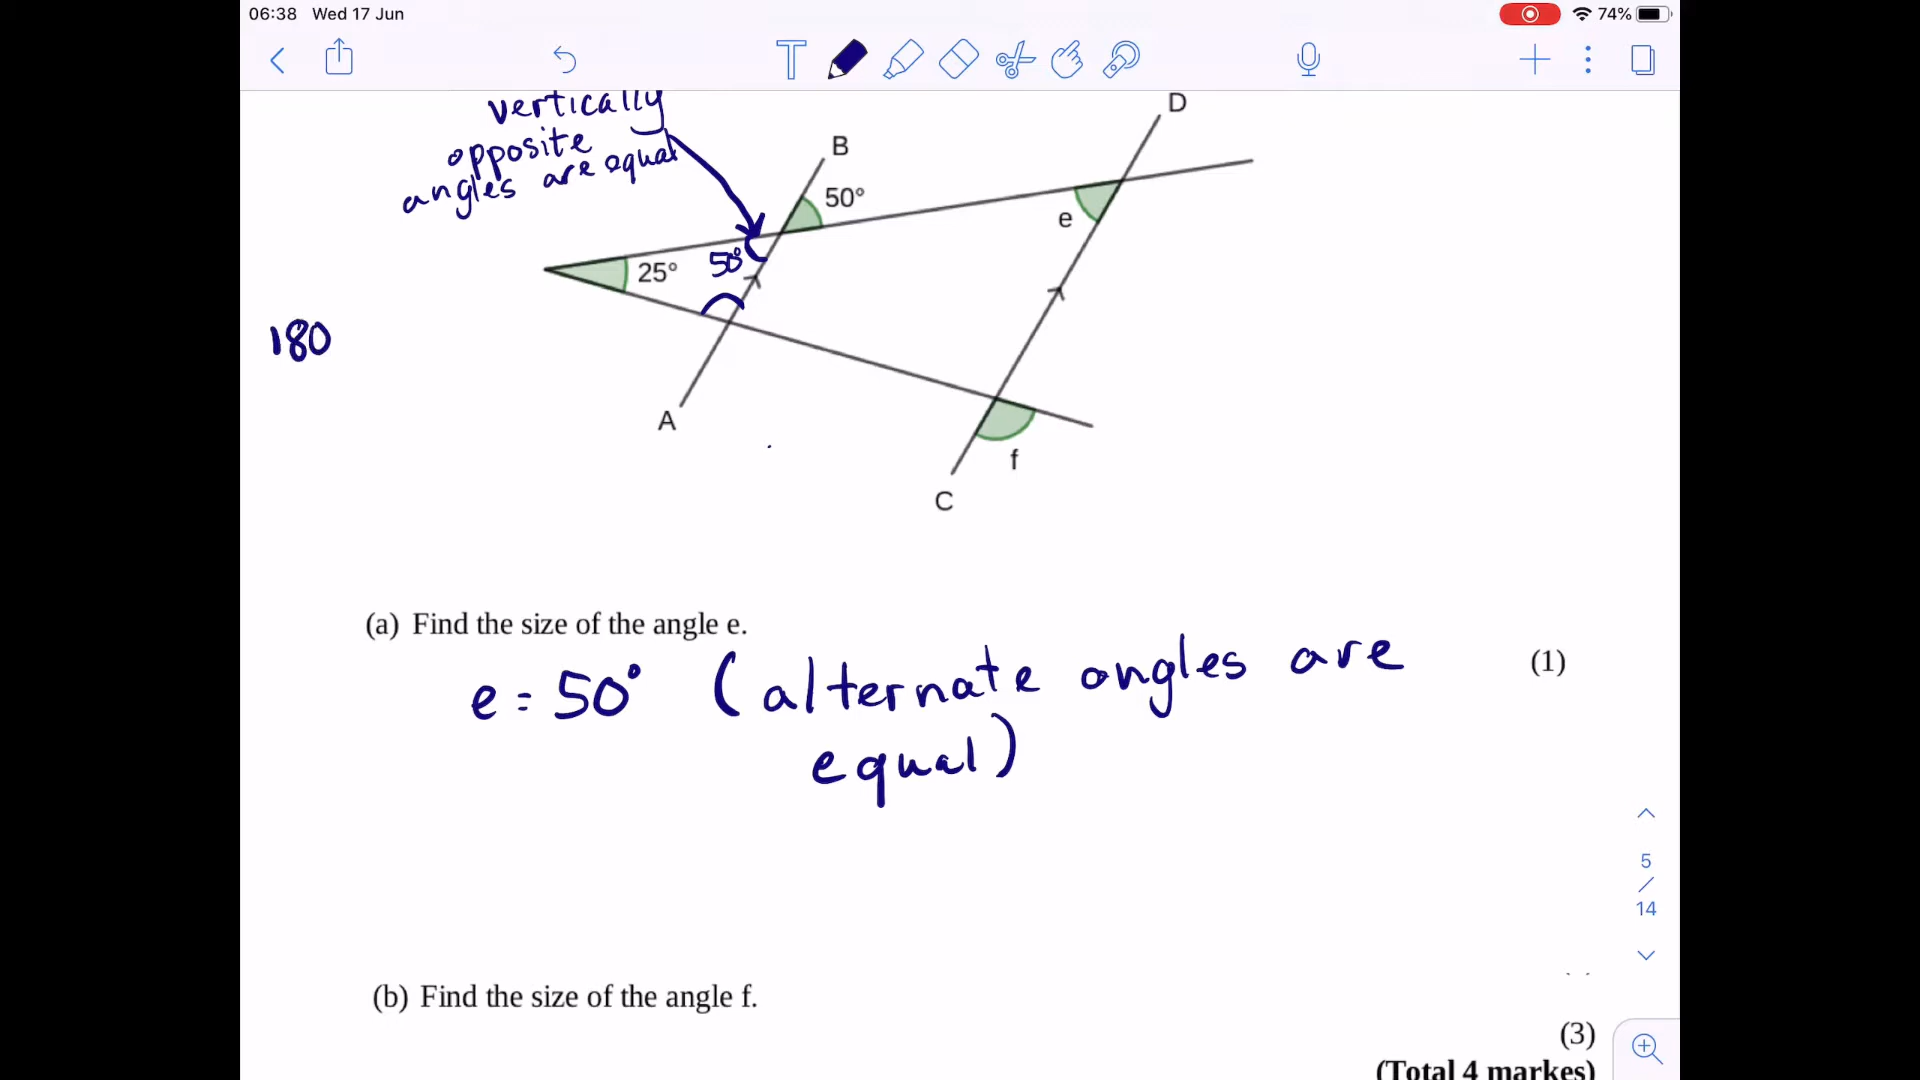 06:38 Wed 17 Jun
74%
T
vertically
opposite
angles are equal
D
B
50°
e
25°
50°
180
A
f
C
(a) Find the size of the angle e.
(1)
e = 50° (alternate angles are
equal)
5
/
14
(b) Find the size of the angle f.
(3)
(Total 4 markes)